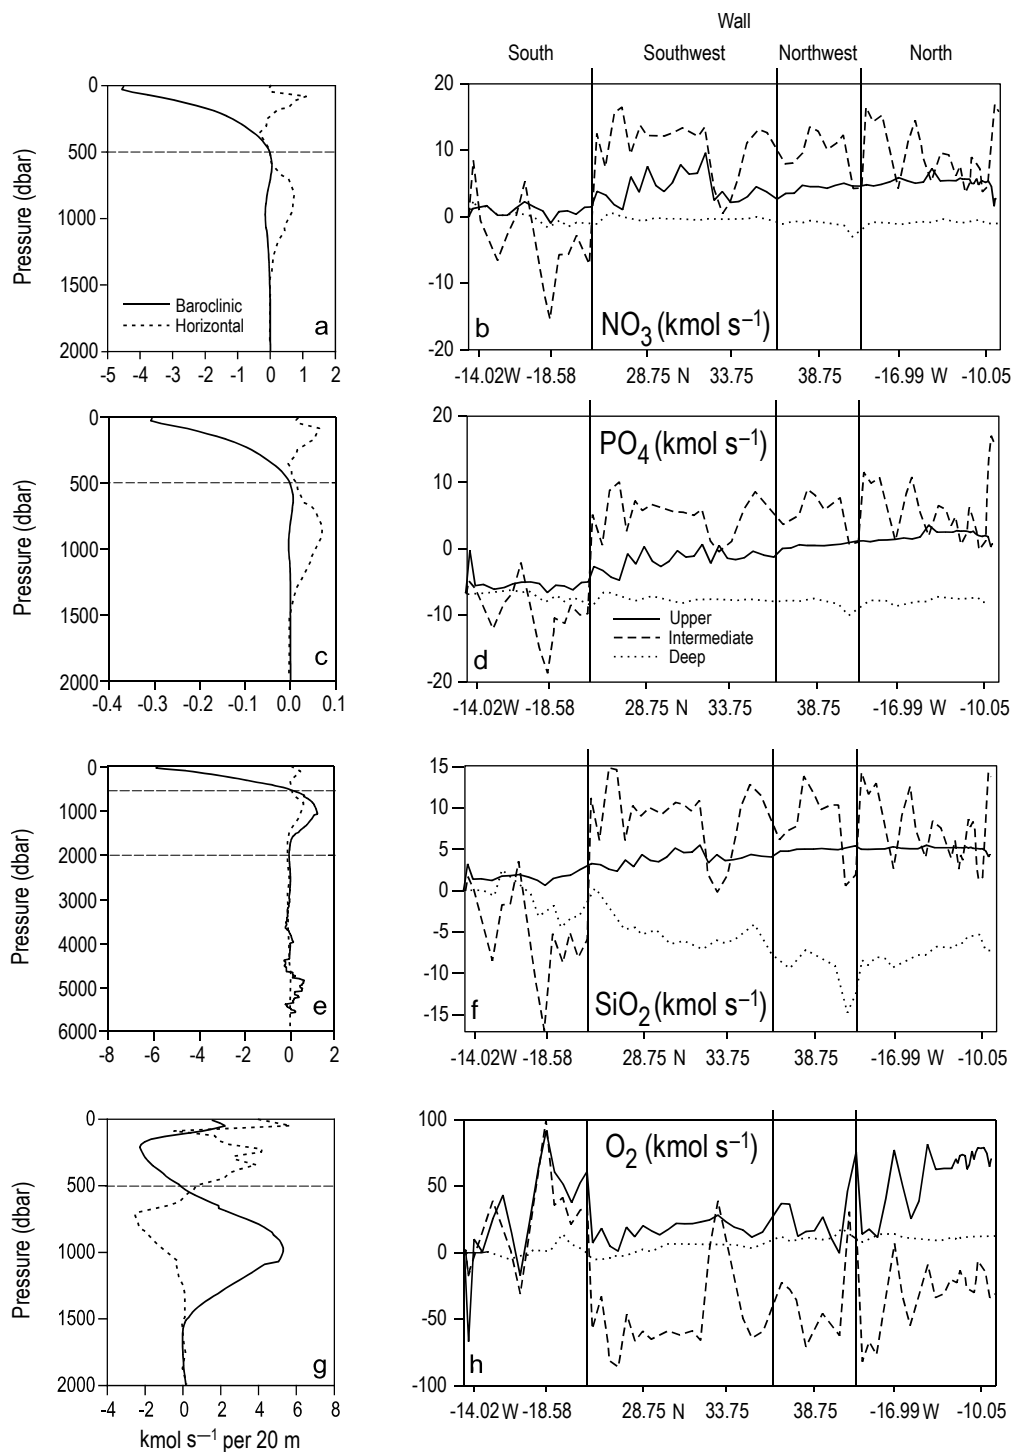 Wall
South Southwest Northwest North
0
500
1000
1500
2000
Pressure (dbar)
-5 -4 -3 -2 -1 0 1 2
Baroclinic
Horizontal
a
20
10
0
-10
-20
b
NO3 (kmol s−1)
-14.02W -18.58 28.75 N 33.75 38.75 -16.99 W -10.05
0
500
1000
1500
2000
Pressure (dbar)
-0.4 -0.3 -0.2 -0.1 0.0 0.1
c
20
10
0
-10
-20
PO4 (kmol s−1)
Upper
Intermediate
Deep
d
-14.02W -18.58 28.75 N 33.75 38.75 -16.99 W -10.05
0
1000
2000
3000
4000
5000
6000
Pressure (dbar)
-8 -6 -4 -2 0 2
e
15
10
5
0
-5
-10
-15
f
SiO2 (kmol s−1)
-14.02W -18.58 28.75 N 33.75 38.75 -16.99 W -10.05
0
500
1000
1500
2000
Pressure (dbar)
-4 -2 0 2 4 6 8
kmol s−1 per 20 m
g
100
50
0
-50
-100
O2 (kmol s−1)
h
-14.02W -18.58 28.75 N 33.75 38.75 -16.99 W -10.05